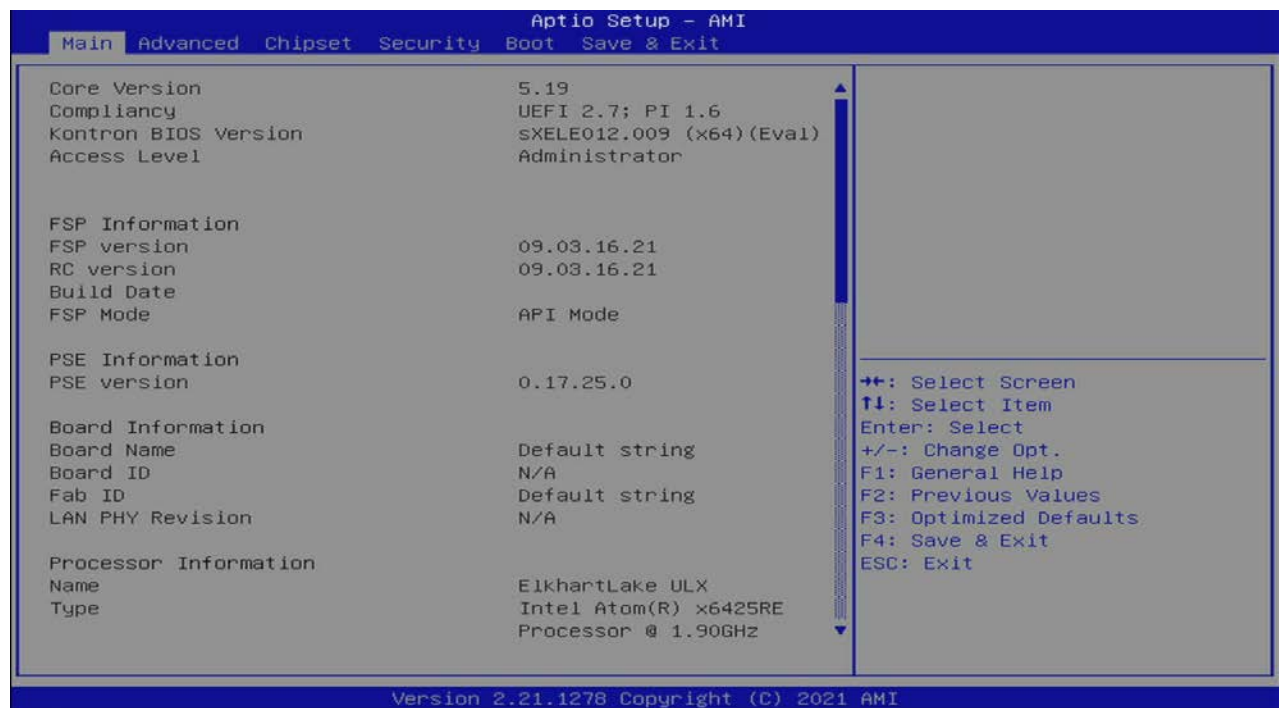 Aptio Setup – AMI
Main Advanced Chipset Security Boot Save & Exit
Core Version 5.19
Compliancy UEFI 2.7; PI 1.6
Kontron BIOS Version sXELE012.009 (x64)(Eval)
Access Level Administrator
FSP Information
FSP version 09.03.16.21
RC version 09.03.16.21
Build Date
FSP Mode API Mode
PSE Information
PSE version 0.17.25.0
Board Information
Board Name Default string
Board ID N/A
Fab ID Default string
LAN PHY Revision N/A
Processor Information
Name ElkhartLake ULX
Type Intel Atom(R) x6425RE
Processor @ 1.90GHz
→←: Select Screen
↑↓: Select Item
Enter: Select
+/-: Change Opt.
F1: General Help
F2: Previous Values
F3: Optimized Defaults
F4: Save & Exit
ESC: Exit
Version 2.21.1278 Copyright (C) 2021 AMI